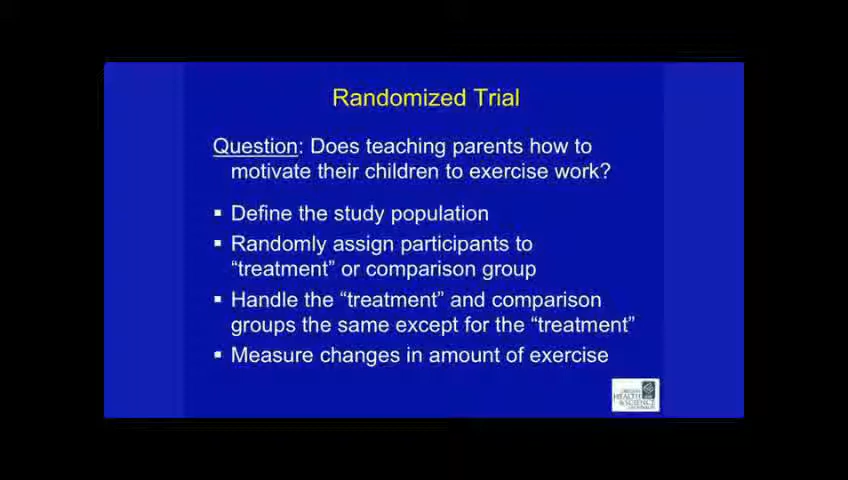 Randomized Trial
Question: Does teaching parents how to
motivate their children to exercise work?
▪ Define the study population
▪ Randomly assign participants to
“treatment” or comparison group
▪ Handle the “treatment” and comparison
groups the same except for the “treatment”
▪ Measure changes in amount of exercise
HEALTH
&SCIENCE